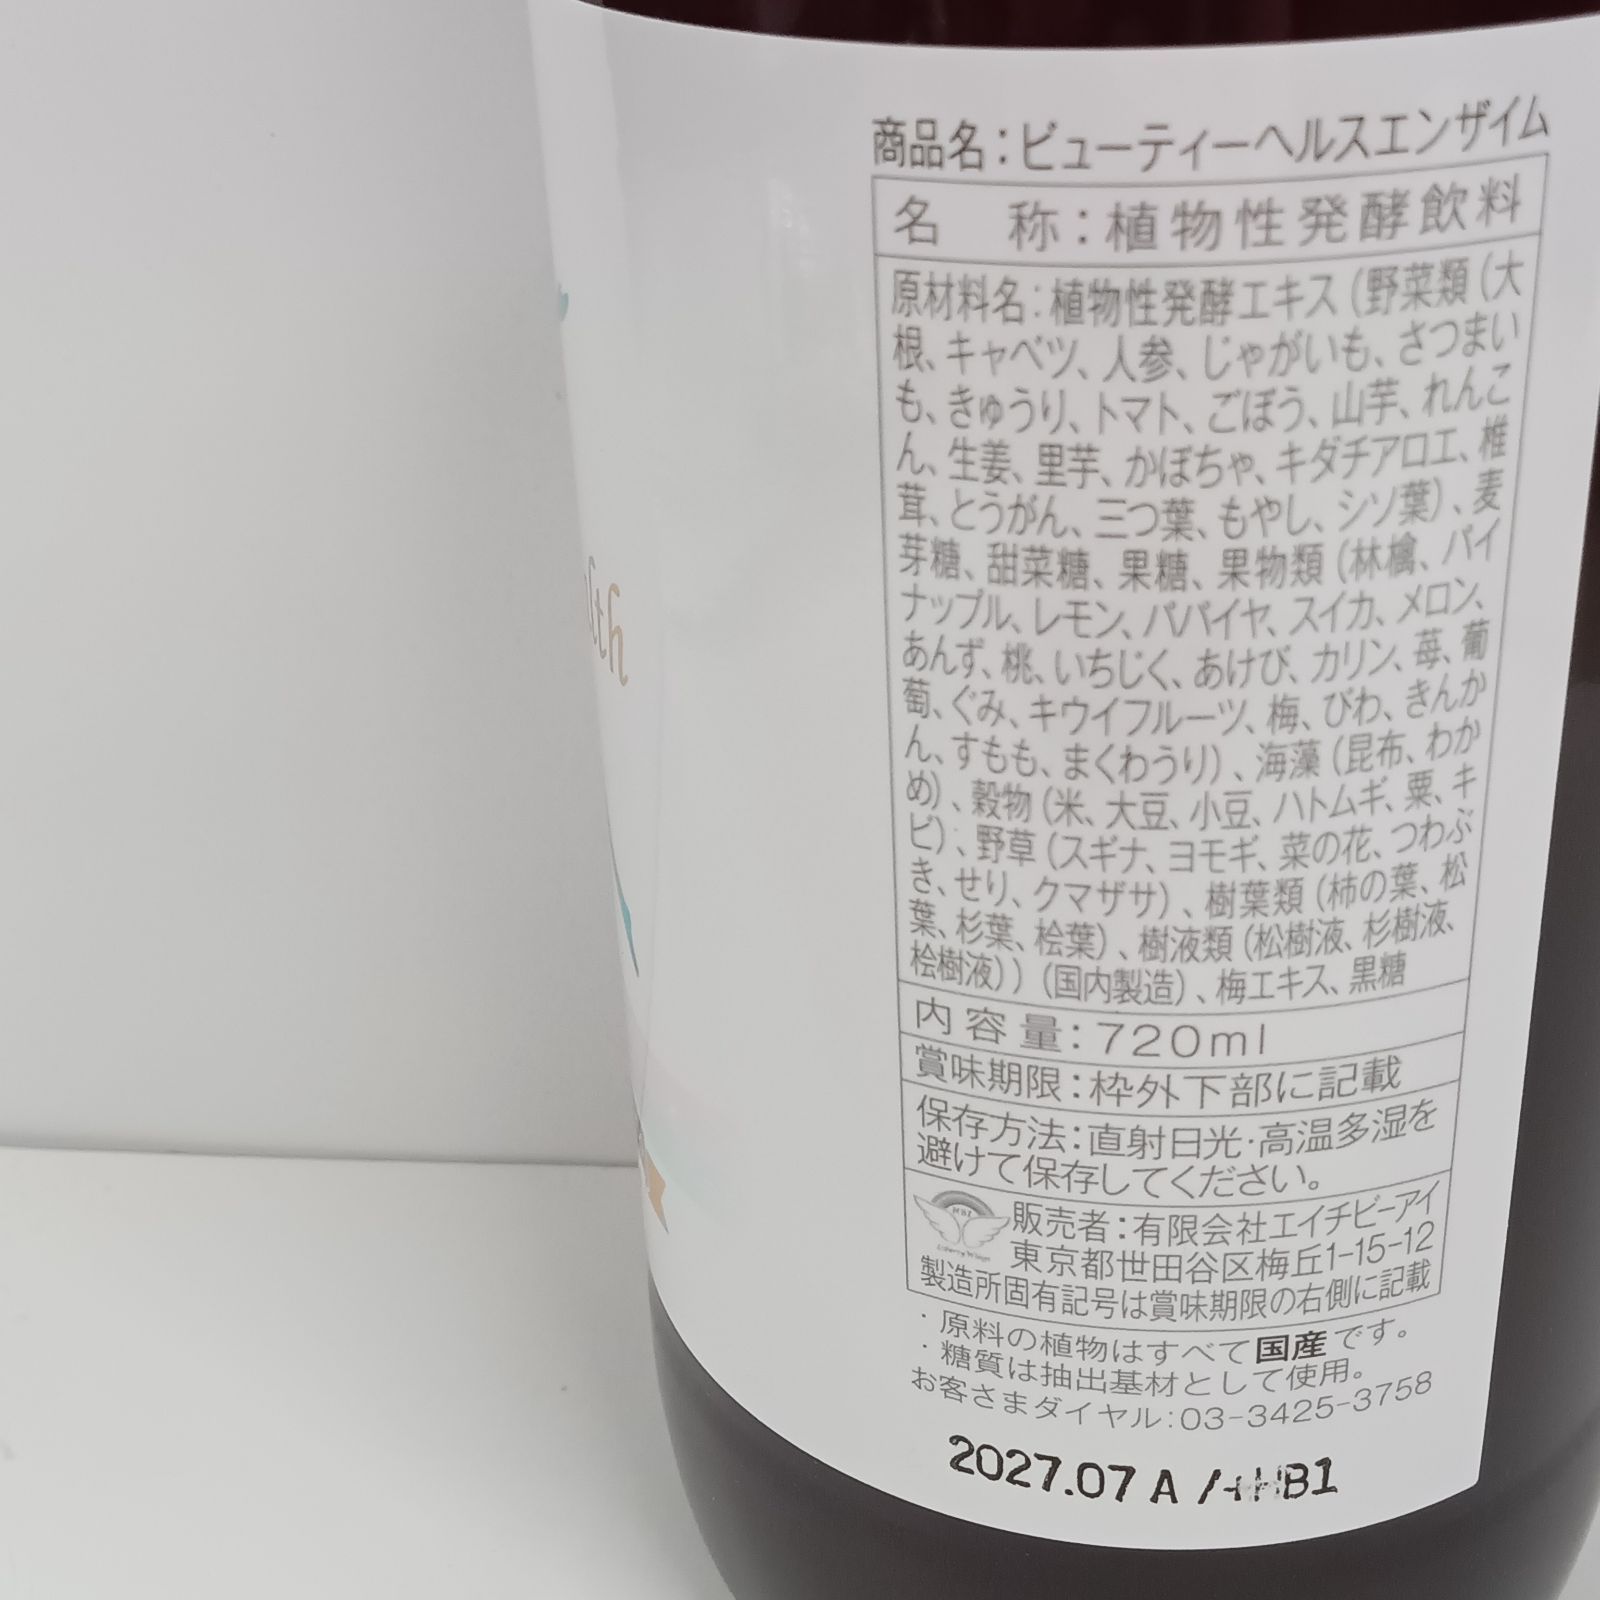 商品名：ビューティーヘルスエンザイム
名　称：植物性発酵飲料
原材料名：植物性発酵エキス（野菜類（大
根、キャベツ、人参、じゃがいも、さつまい
も、きゅうり、トマト、ごぼう、山芋、れんこ
ん、生姜、里芋、かぼちゃ、キダチアロエ、椎
茸、とうがん、三つ葉、もやし、シソ葉）、麦
芽糖、甜菜糖、果糖、果物類（林檎、パイ
ナップル、レモン、パパイヤ、スイカ、メロン、
あんず、桃、いちじく、あけび、カリン、苺、葡
萄、ぐみ、キウイフルーツ、梅、びわ、きんか
ん、すもも、まくわうり）、海藻（昆布、わか
め）、穀物（米、大豆、小豆、ハトムギ、粟、キ
ビ）、野草（スギナ、ヨモギ、菜の花、つわぶ
き、せり、クマザサ）、樹葉類（柿の葉、松
葉、杉葉、桧葉）、樹液類（松樹液、杉樹液、
桧樹液））（国内製造）、梅エキス、黒糖
内容量：720ml
賞味期限：枠外下部に記載
保存方法：直射日光・高温多湿を
避けて保存してください。
HBI
販売者：有限会社エイチビーアイ
東京都世田谷区梅丘1-15-12
製造所固有記号は賞味期限の右側に記載
・原料の植物はすべて国産です。
・糖質は抽出基材として使用。
お客さまダイヤル：03-3425-3758
2027.07 A /+HB1
lth